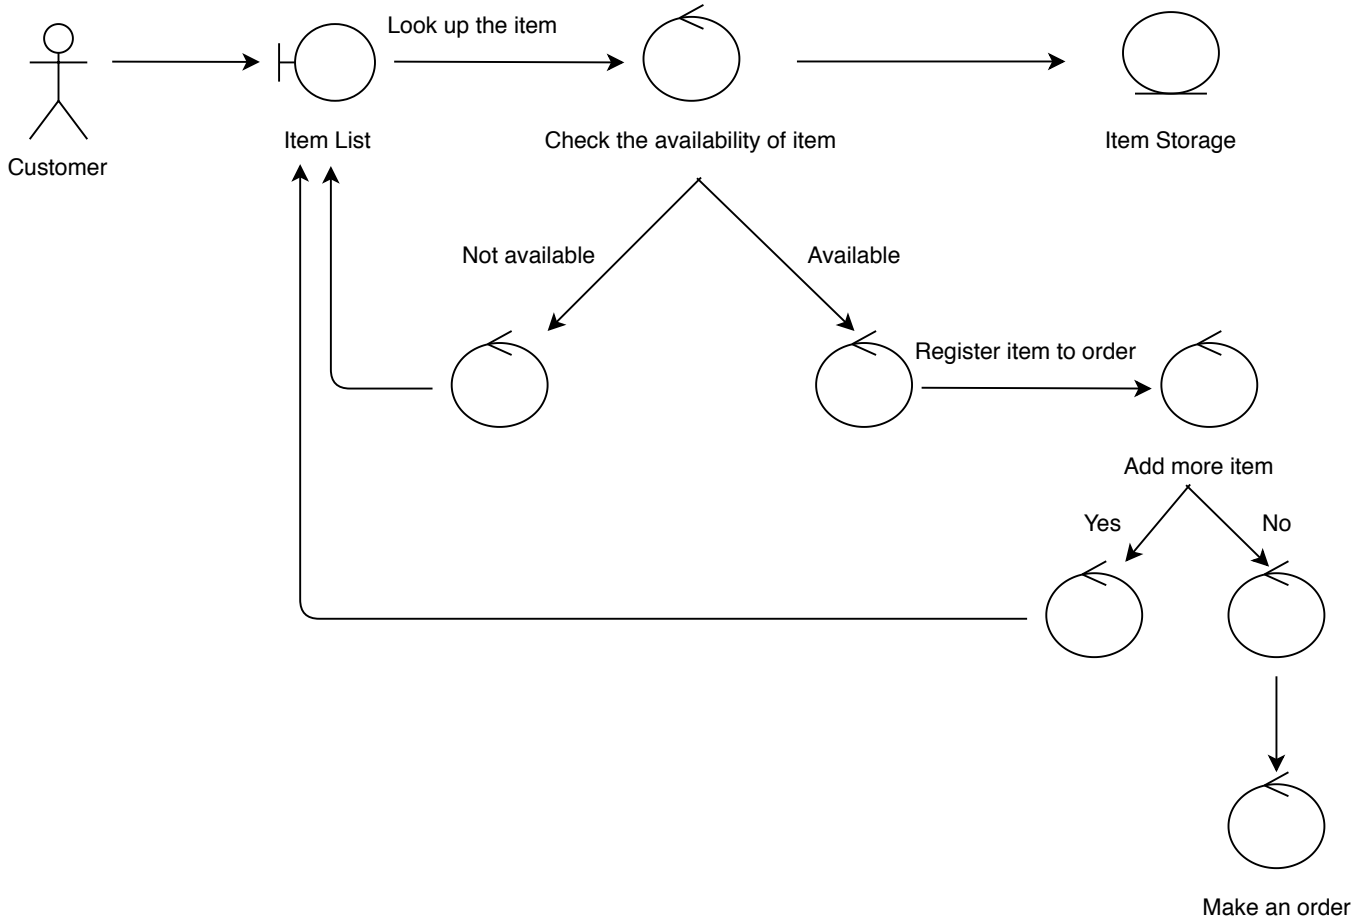 Look up the item
Customer
Item List
Check the availability of item
Item Storage
Not available
Available
Register item to order
Add more item
Yes
No
Make an order